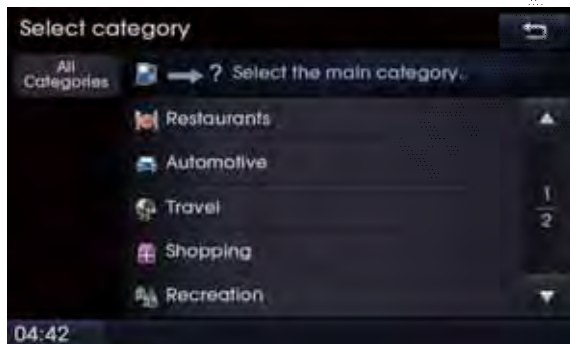 Select category
All
Categories
? Select the main category.
Restaurants
Automotive
Travel
Shopping
Recreation
1
2
04:42